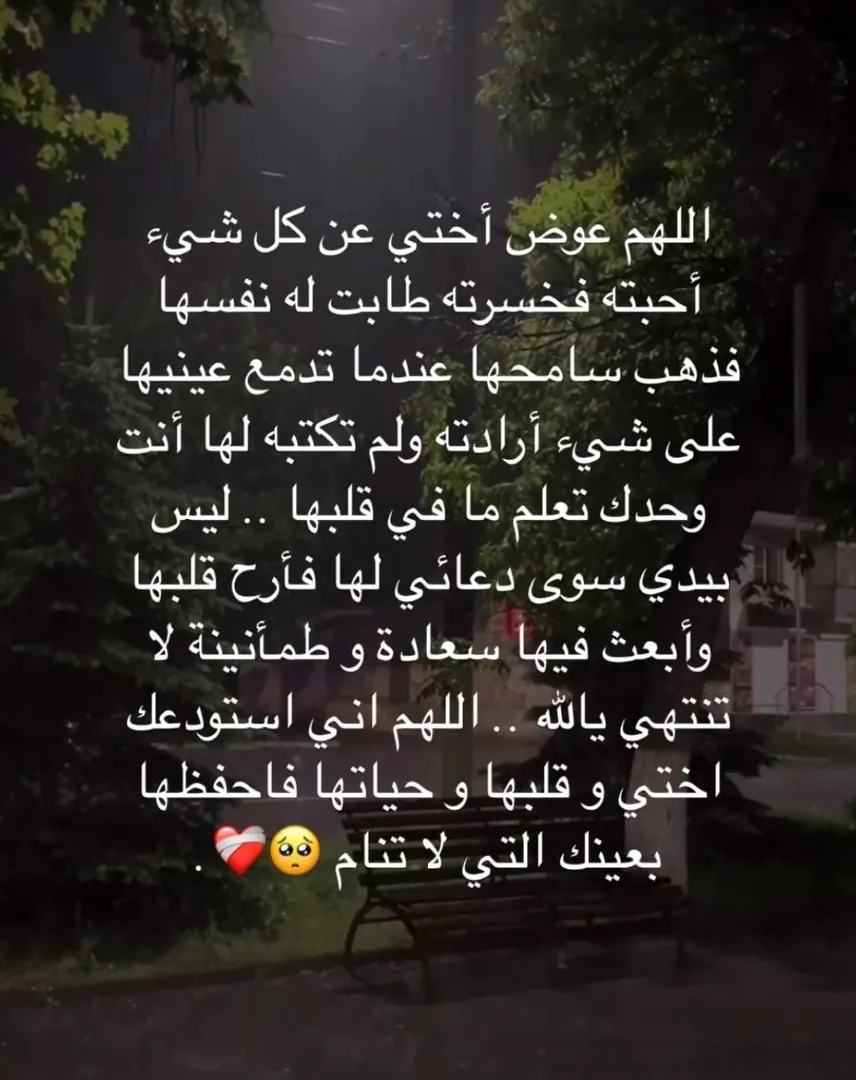 اللهم عوض أختي عن كل شيء
أحبته فخسرته طابت له نفسها
فذهب سامحها عندما تدمع عينيها
على شيء أرادته ولم تكتبه لها أنت
وحدك تعلم ما في قلبها .. ليس
بيدي سوى دعائي لها فأرح قلبها
وأبعث فيها سعادة و طمأنينة لا
تنتهي يالله .. اللهم اني استودعك
اختي و قلبها و حياتها فاحفظها
بعينك التي لا تنام 🥺❤️‍🩹 .